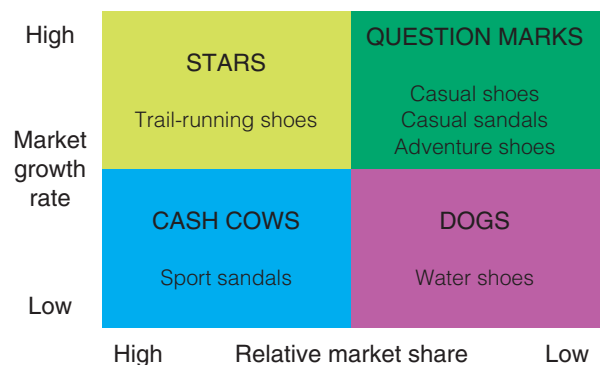 High
STARS
QUESTION MARKS
Trail-running shoes
Casual shoes
Casual sandals
Adventure shoes
Market
growth
rate
CASH COWS
DOGS
Sport sandals
Water shoes
Low
High
Relative market share
Low